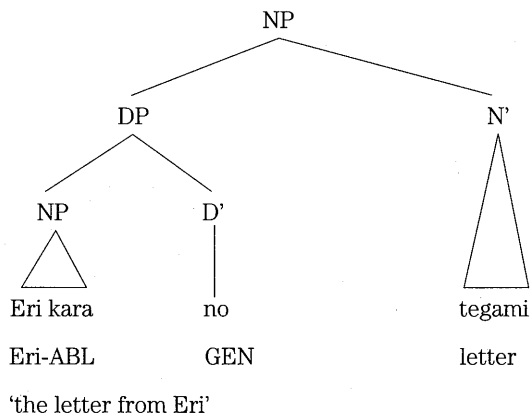 NP
DP N’
NP D’
Eri kara no tegami
Eri-ABL GEN letter
‘the letter from Eri’